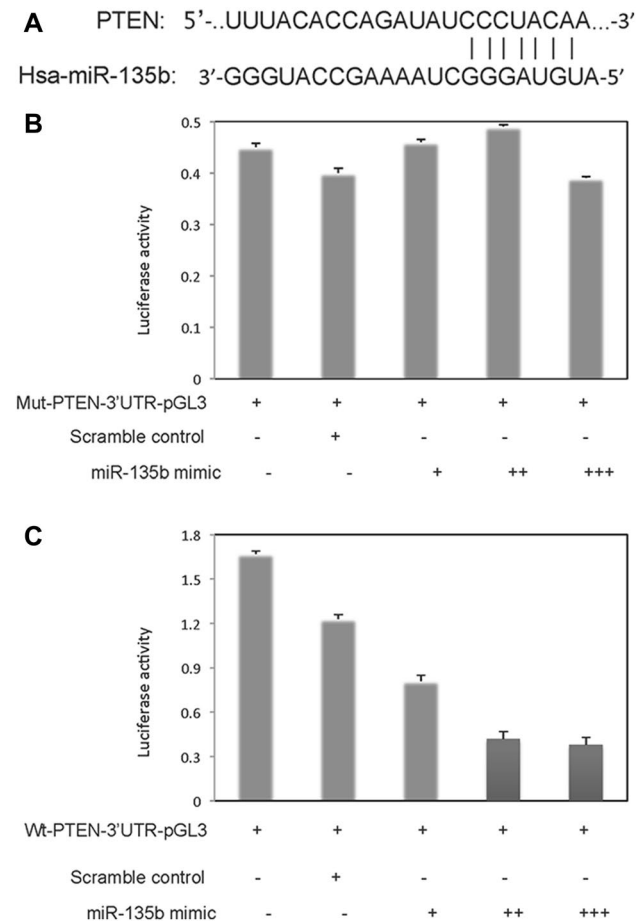 A
PTEN: 5’-..UUUACACCAGAUAUCCCUACAA...-3’
Hsa-miR-135b: 3’-GGGUACCGAAAAUCGGGAUGUA-5’
B
0.5
0.4
0.3
0.2
0.1
0
Luciferase activity
Mut-PTEN-3'UTR-pGL3 + + + + +
Scramble control - + - - -
miR-135b mimic - - + ++ +++
C
1.8
1.5
1.2
0.9
0.6
0.3
0
Luciferase activity
Wt-PTEN-3'UTR-pGL3 + + + + +
Scramble control - + - - -
miR-135b mimic - - + ++ +++